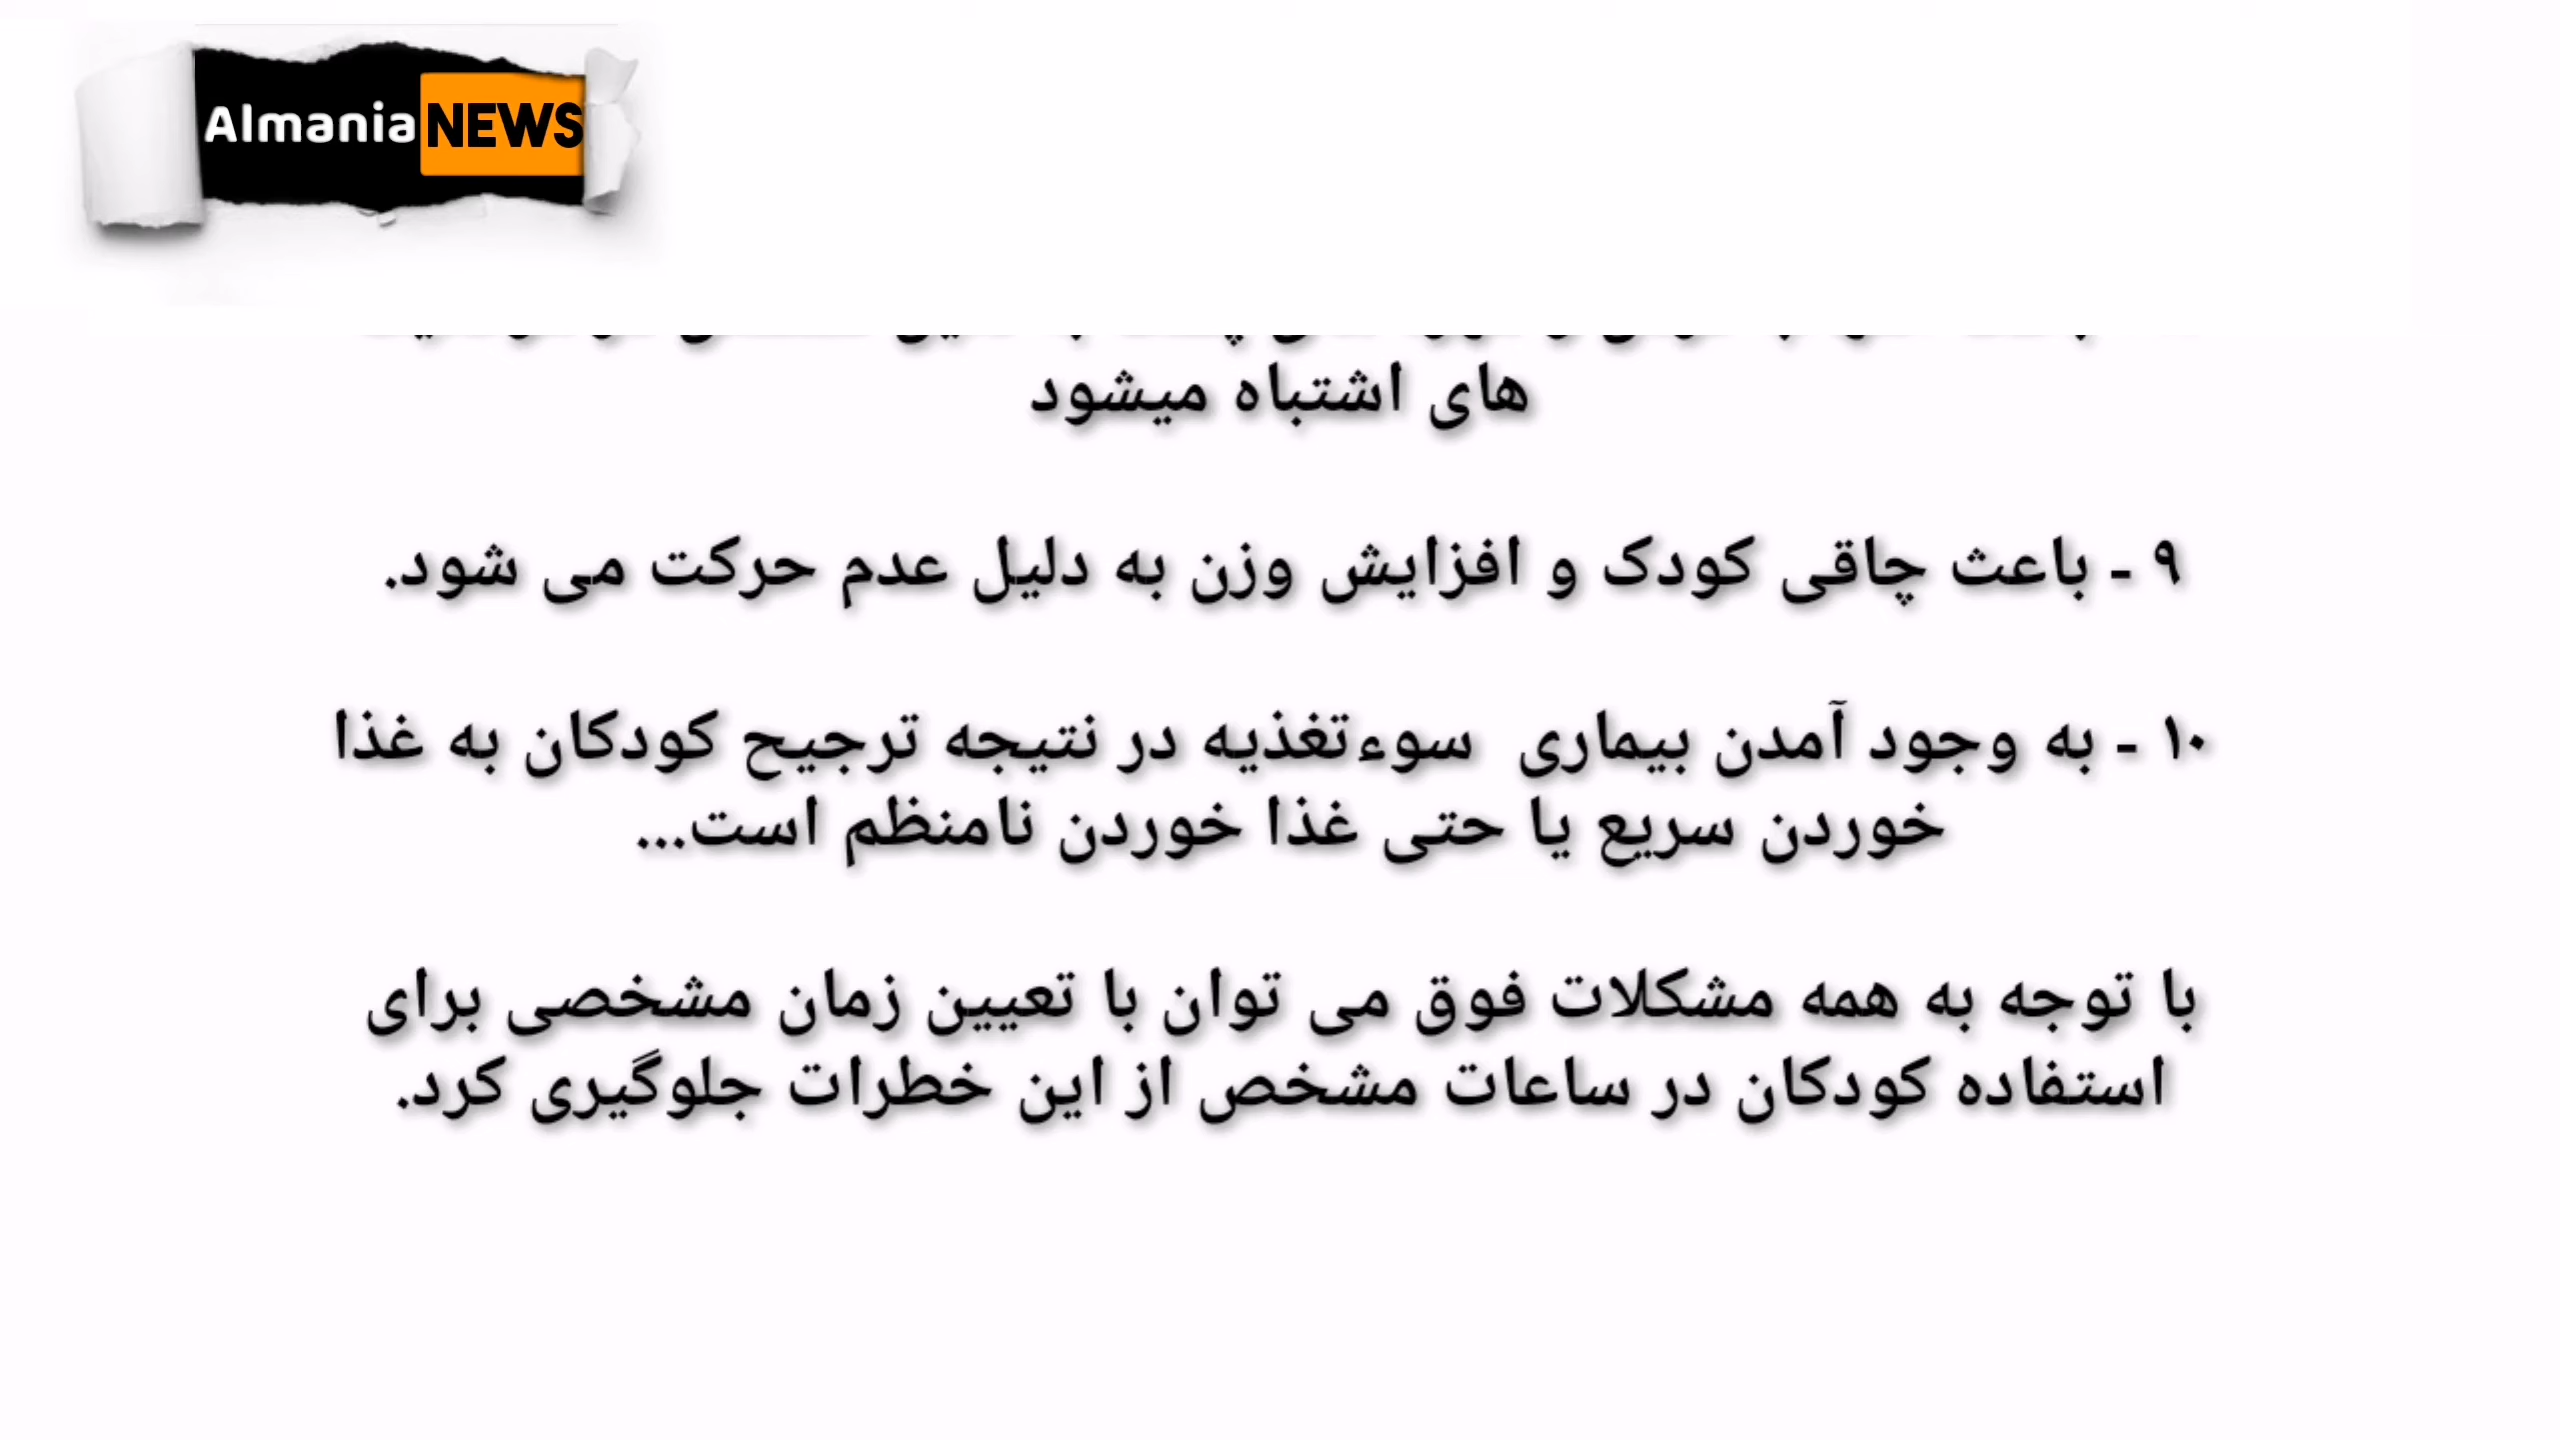 Almania NEWS
های اشتباه میشود
۹ - باعث چاقی کودک و افزایش وزن به دلیل عدم حرکت می شود.
۱۰ - به وجود آمدن بیماری  سوءتغذیه در نتیجه ترجیح کودکان به غذا
خوردن سریع یا حتی غذا خوردن نامنظم است...
با توجه به همه مشکلات فوق می توان با تعیین زمان مشخصی برای
استفاده کودکان در ساعات مشخص از این خطرات جلوگیری کرد.